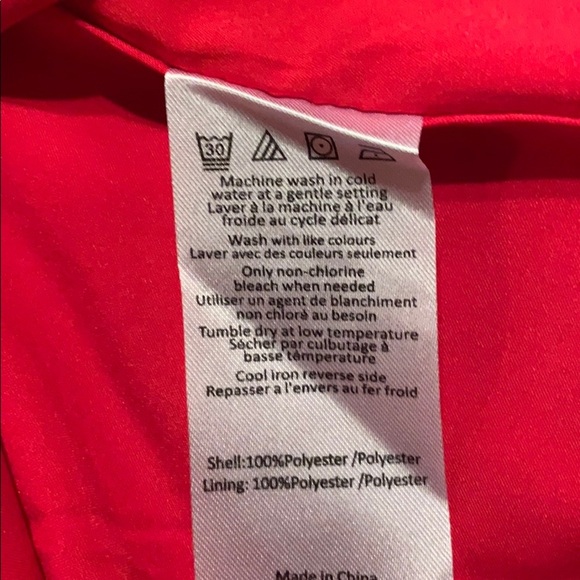 30
Machine wash in cold
water at a gentle setting
Laver à la machine à l'eau
froide au cycle délicat
Wash with like colours
Laver avec des couleurs seulement
Only non-chlorine
bleach when needed
Utiliser un agent de blanchiment
non chloré au besoin
Tumble dry at low temperature
Sécher par culbutage à
basse température
Cool iron reverse side
Repasser a l'envers au fer froid
Shell:100%Polyester /Polyester
Lining: 100%Polyester /Polyester
Made in China